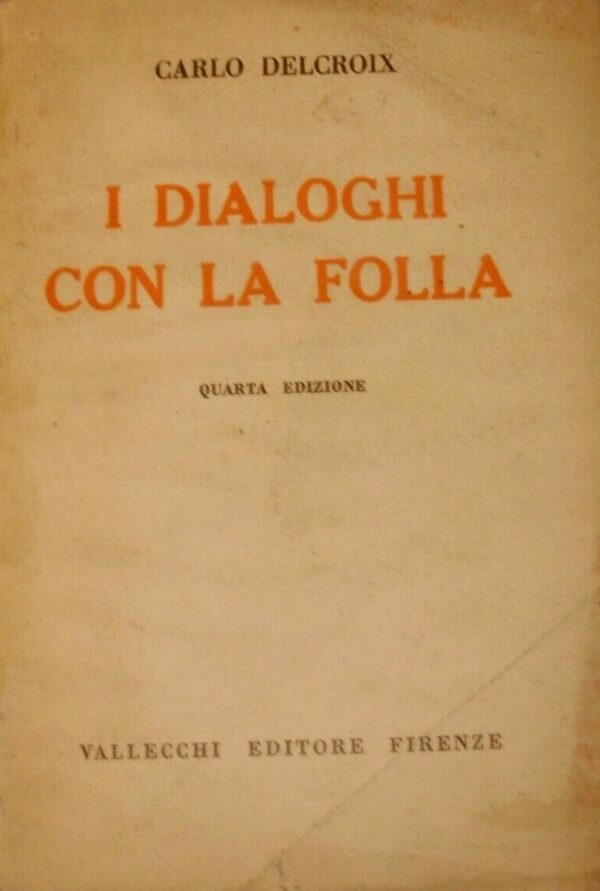 CARLO DELCROIX
I DIALOGHI
CON LA FOLLA
QUARTA EDIZIONE
VALLECCHI EDITORE FIRENZE